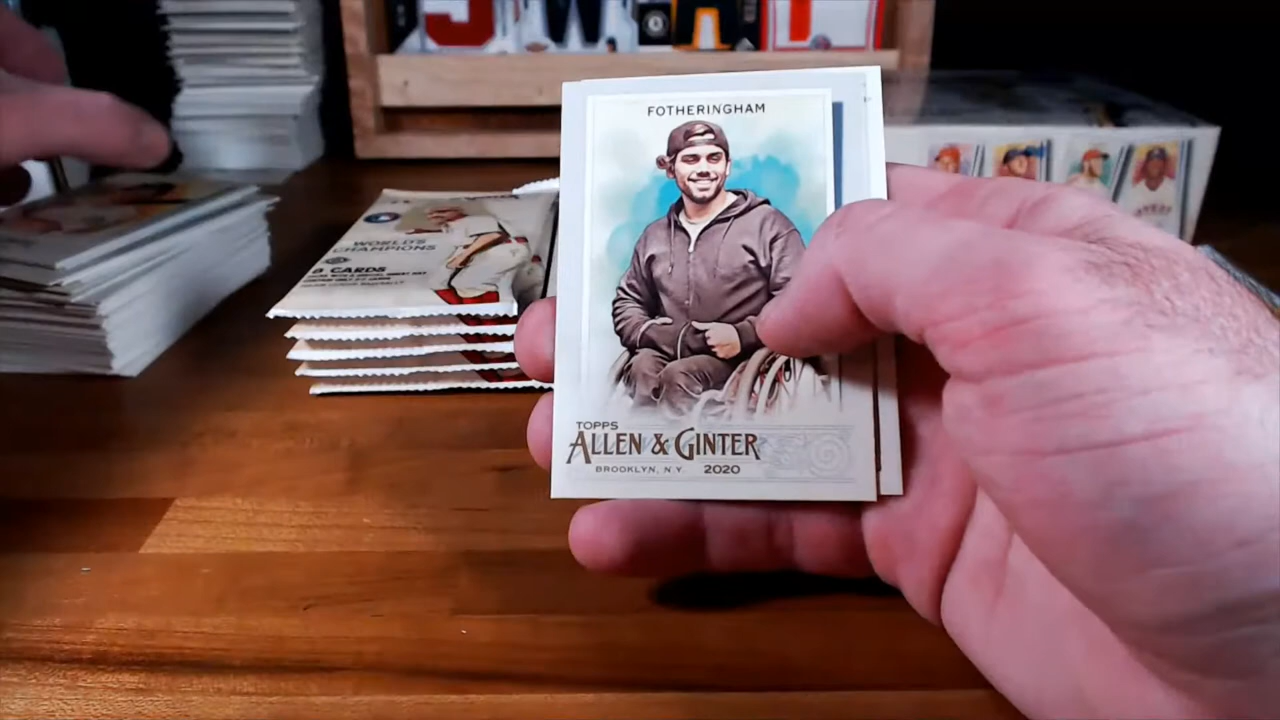 FOTHERINGHAM
TOPPS
ALLEN & GINTER
BROOKLYN, N.Y. 2020
WORLD'S
CHAMPIONS
8 CARDS